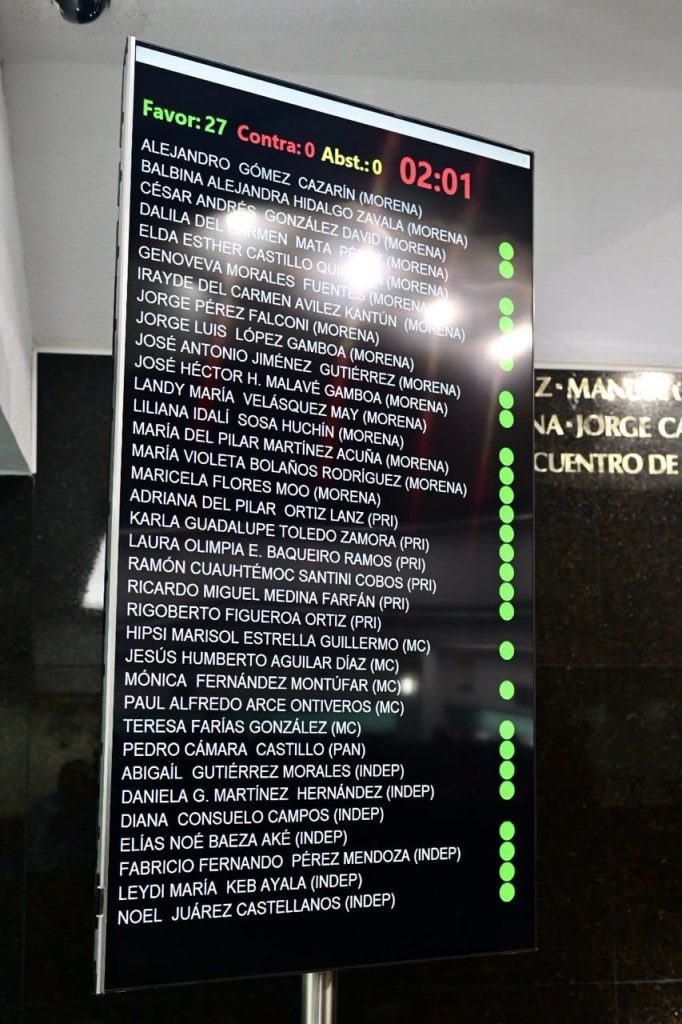 Favor: 27 Contra: 0 Abst.: 0 02:01
ALEJANDRO GÓMEZ CAZARÍN (MORENA)
BALBINA ALEJANDRA HIDALGO ZAVALA (MORENA)
CÉSAR ANDRÉS GONZÁLEZ DAVID (MORENA)
DALILA DEL CARMEN MATA PÉREZ (MORENA)
ELDA ESTHER CASTILLO (MORENA)
GENOVEVA MORALES FUENTES (MORENA)
IRAYDE DEL CARMEN AVILEZ KANTÚN (MORENA)
JORGE PÉREZ FALCONI (MORENA)
JORGE LUIS LÓPEZ GAMBOA (MORENA)
JOSÉ ANTONIO JIMÉNEZ GUTIÉRREZ (MORENA)
JOSÉ HÉCTOR H. MALAVÉ GAMBOA (MORENA)
LANDY MARÍA VELÁSQUEZ MAY (MORENA)
LILIANA IDALÍ SOSA HUCHÍN (MORENA)
MARÍA DEL PILAR MARTÍNEZ ACUÑA (MORENA)
MARÍA VIOLETA BOLAÑOS RODRÍGUEZ (MORENA)
MARICELA FLORES MOO (MORENA)
ADRIANA DEL PILAR ORTIZ LANZ (PRI)
KARLA GUADALUPE TOLEDO ZAMORA (PRI)
LAURA OLIMPIA E. BAQUEIRO RAMOS (PRI)
RAMÓN CUAUHTÉMOC SANTINI COBOS (PRI)
RICARDO MIGUEL MEDINA FARFÁN (PRI)
RIGOBERTO FIGUEROA ORTIZ (PRI)
HIPSI MARISOL ESTRELLA GUILLERMO (MC)
JESÚS HUMBERTO AGUILAR DÍAZ (MC)
MÓNICA FERNÁNDEZ MONTÚFAR (MC)
PAUL ALFREDO ARCE ONTIVEROS (MC)
TERESA FARÍAS GONZÁLEZ (MC)
PEDRO CÁMARA CASTILLO (PAN)
ABIGAÍL GUTIÉRREZ MORALES (INDEP)
DANIELA G. MARTÍNEZ HERNÁNDEZ (INDEP)
DIANA CONSUELO CAMPOS (INDEP)
ELÍAS NOÉ BAEZA AKÉ (INDEP)
FABRICIO FERNANDO PÉREZ MENDOZA (INDEP)
LEYDI MARÍA KEB AYALA (INDEP)
NOEL JUÁREZ CASTELLANOS (INDEP)
Z·MANU
NA·JORGE CA
CUENTRO DE